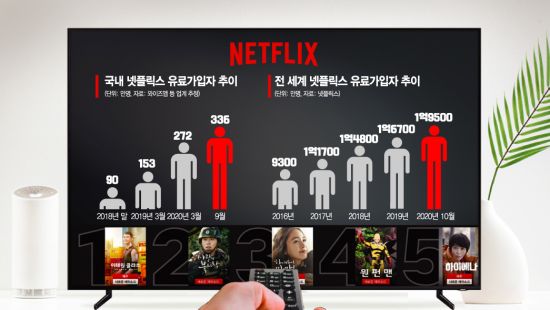 NETFLIX
국내 넷플릭스 유료가입자 추이
(단위: 만명, 자료: 와이즈앱 등 업계 추정)
90
153
272
336
2018년 말
2019년 3월
2020년 3월
9월
전 세계 넷플릭스 유료가입자 추이
(단위: 만명, 자료: 넷플릭스)
9300
1억1700
1억4800
1억6700
1억9500
2016년
2017년
2018년
2019년
2020년 10월
1 2 3 4 5
이태원 클라쓰
원펀맨
하이에나